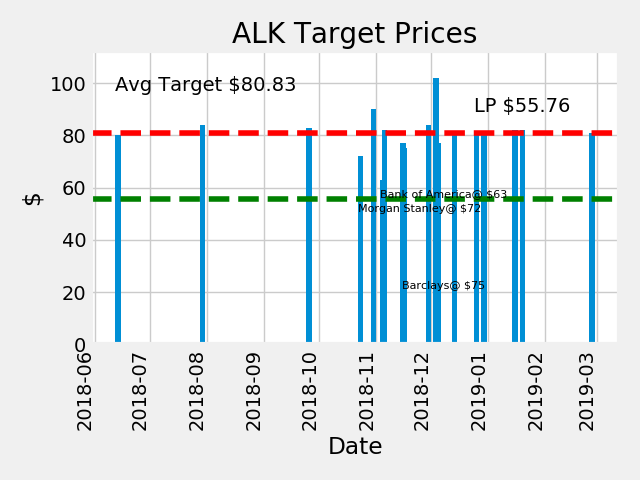 ALK Target Prices
Avg Target $80.83
LP $55.76
Bank of America@ $63
Morgan Stanley@ $72
Barclays@ $75
$
100
80
60
40
20
0
2018-06
2018-07
2018-08
2018-09
2018-10
2018-11
2018-12
2019-01
2019-02
2019-03
Date